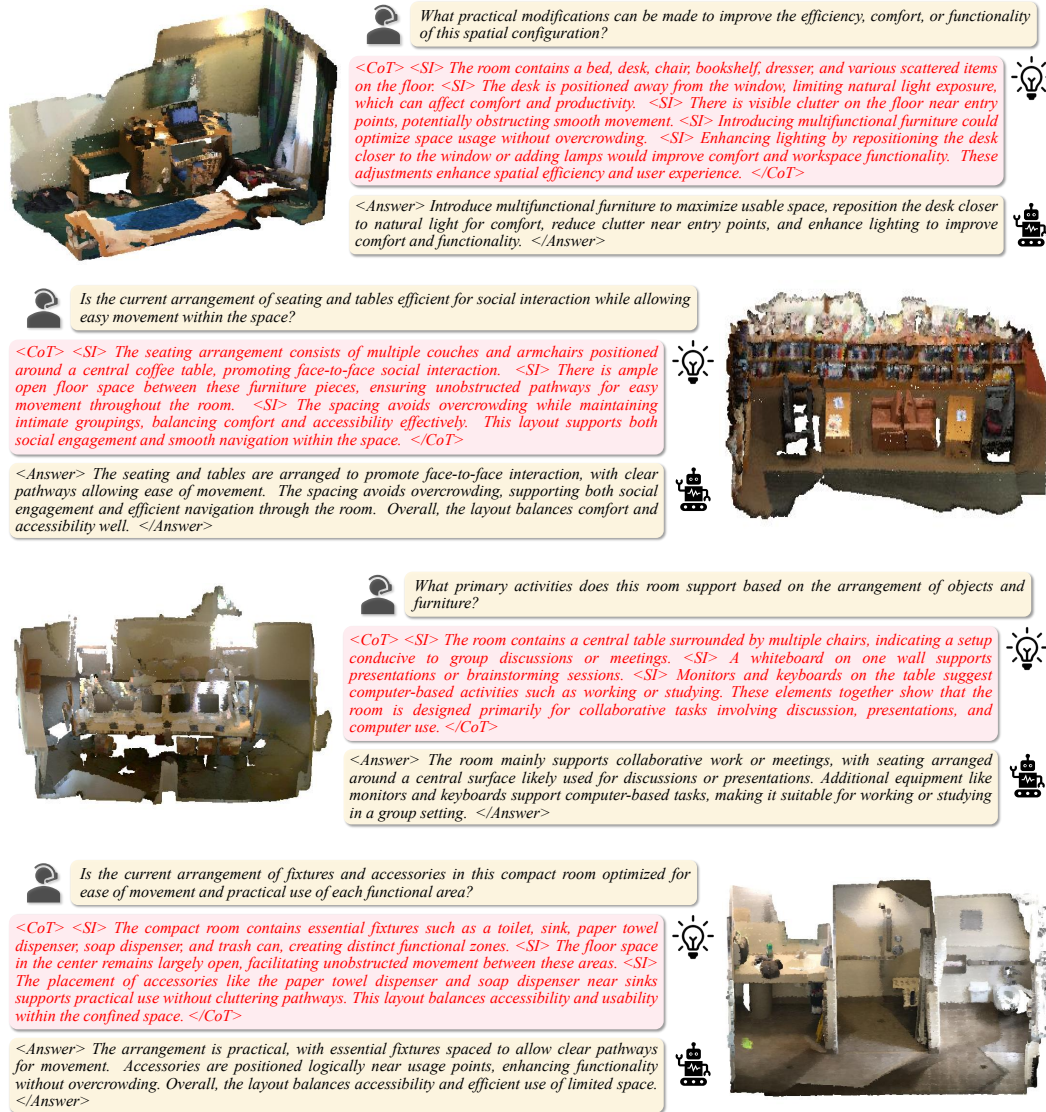 What practical modifications can be made to improve the efficiency, comfort, or functionality
of this spatial configuration?
<CoT> <SI> The room contains a bed, desk, chair, bookshelf, dresser, and various scattered items
on the floor. <SI> The desk is positioned away from the window, limiting natural light exposure,
which can affect comfort and productivity. <SI> There is visible clutter on the floor near entry
points, potentially obstructing smooth movement. <SI> Introducing multifunctional furniture could
optimize space usage without overcrowding. <SI> Enhancing lighting by repositioning the desk
closer to the window or adding lamps would improve comfort and workspace functionality. These
adjustments enhance spatial efficiency and user experience. </CoT>
<Answer> Introduce multifunctional furniture to maximize usable space, reposition the desk closer
to natural light for comfort, reduce clutter near entry points, and enhance lighting to improve
comfort and functionality. </Answer>
Is the current arrangement of seating and tables efficient for social interaction while allowing
easy movement within the space?
<CoT> <SI> The seating arrangement consists of multiple couches and armchairs positioned
around a central coffee table, promoting face-to-face social interaction. <SI> There is ample
open floor space between these furniture pieces, ensuring unobstructed pathways for easy
movement throughout the room. <SI> The spacing avoids overcrowding while maintaining
intimate groupings, balancing comfort and accessibility effectively. This layout supports both
social engagement and smooth navigation within the space. </CoT>
<Answer> The seating and tables are arranged to promote face-to-face interaction, with clear
pathways allowing ease of movement. The spacing avoids overcrowding, supporting both social
engagement and efficient navigation through the room. Overall, the layout balances comfort and
accessibility well. </Answer>
What primary activities does this room support based on the arrangement of objects and
furniture?
<CoT> <SI> The room contains a central table surrounded by multiple chairs, indicating a setup
conducive to group discussions or meetings. <SI> A whiteboard on one wall supports
presentations or brainstorming sessions. <SI> Monitors and keyboards on the table suggest
computer-based activities such as working or studying. These elements together show that the
room is designed primarily for collaborative tasks involving discussion, presentations, and
computer use. </CoT>
<Answer> The room mainly supports collaborative work or meetings, with seating arranged
around a central surface likely used for discussions or presentations. Additional equipment like
monitors and keyboards support computer-based tasks, making it suitable for working or studying
in a group setting. </Answer>
Is the current arrangement of fixtures and accessories in this compact room optimized for
ease of movement and practical use of each functional area?
<CoT> <SI> The compact room contains essential fixtures such as a toilet, sink, paper towel
dispenser, soap dispenser, and trash can, creating distinct functional zones. <SI> The floor space
in the center remains largely open, facilitating unobstructed movement between these areas. <SI>
The placement of accessories like the paper towel dispenser and soap dispenser near sinks
supports practical use without cluttering pathways. This layout balances accessibility and usability
within the confined space. </CoT>
<Answer> The arrangement is practical, with essential fixtures spaced to allow clear pathways
for movement. Accessories are positioned logically near usage points, enhancing functionality
without overcrowding. Overall, the layout balances accessibility and efficient use of limited space.
</Answer>